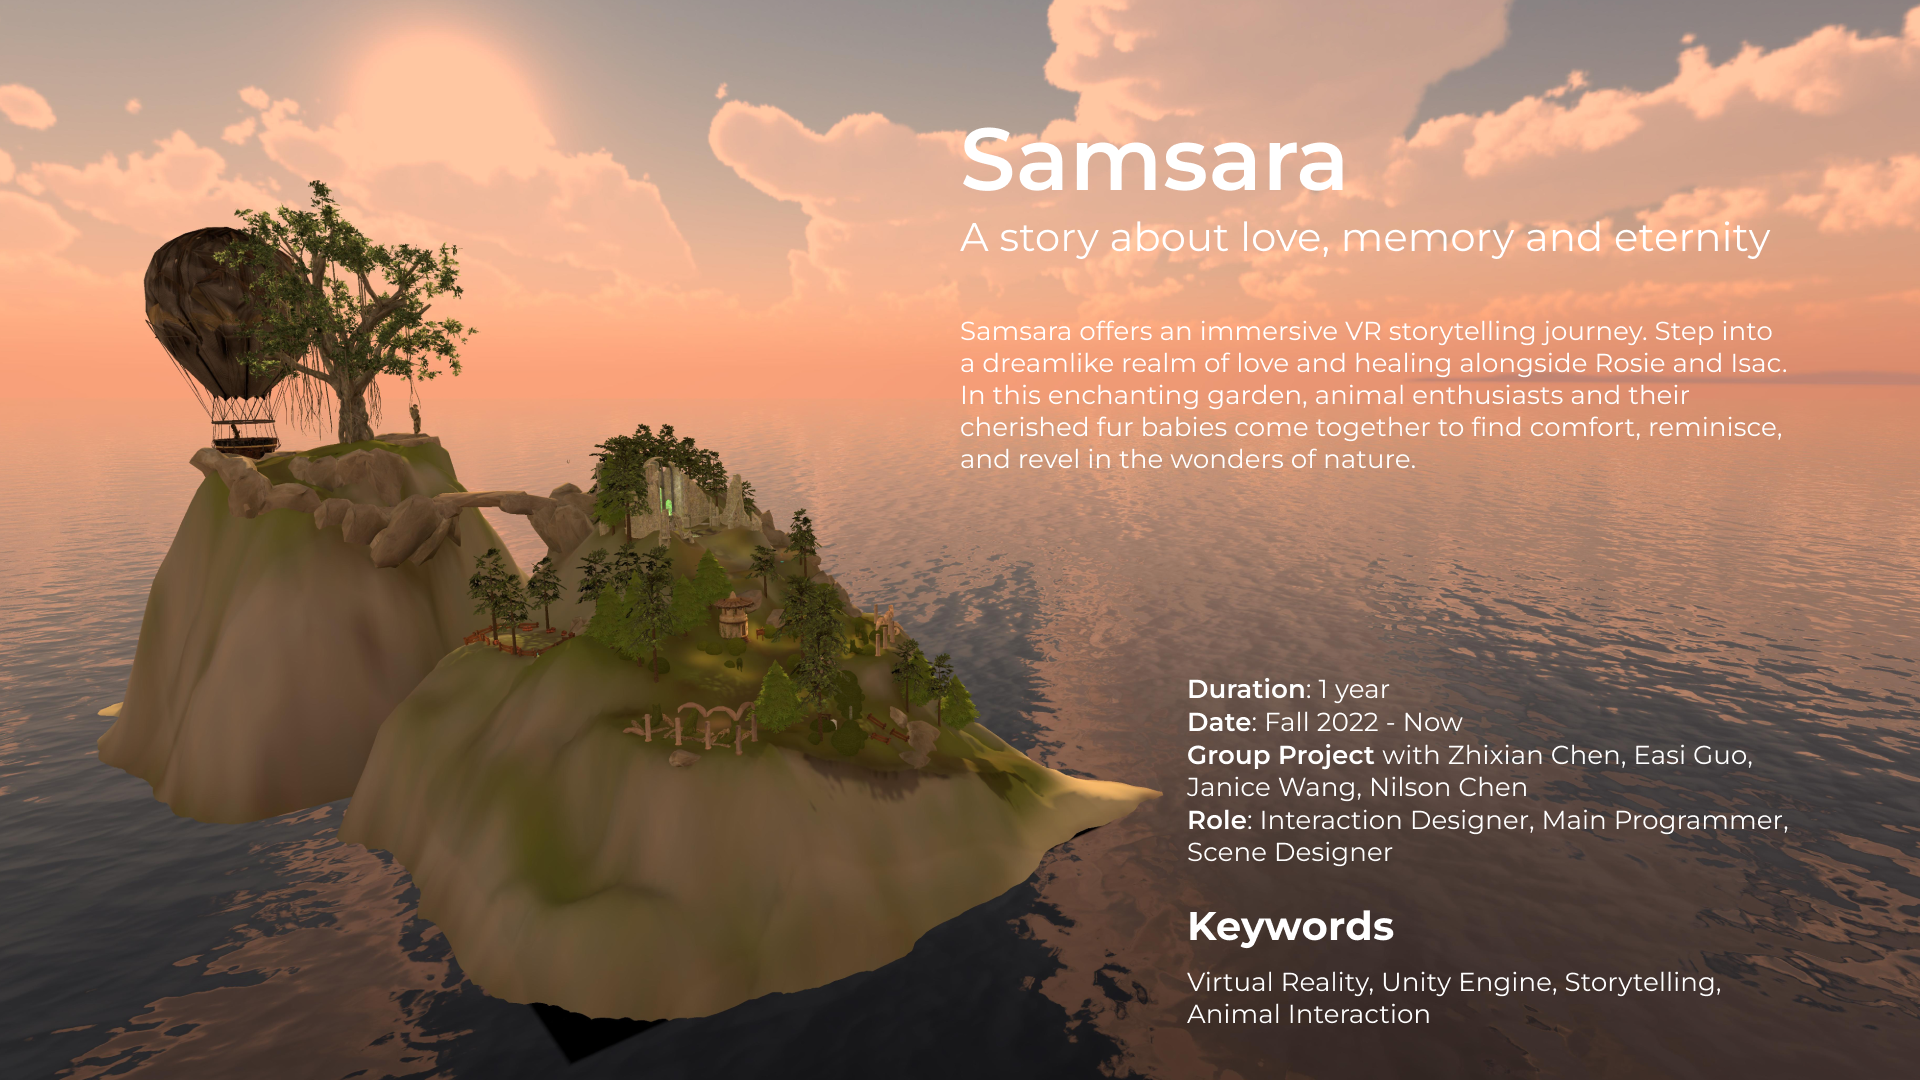 Samsara
A story about love, memory and eternity
Samsara offers an immersive VR storytelling journey. Step into
a dreamlike realm of love and healing alongside Rosie and Isac.
In this enchanting garden, animal enthusiasts and their
cherished fur babies come together to find comfort, reminisce,
and revel in the wonders of nature.
Duration: 1 year
Date: Fall 2022 - Now
Group Project with Zhixian Chen, Easi Guo,
Janice Wang, Nilson Chen
Role: Interaction Designer, Main Programmer,
Scene Designer
Keywords
Virtual Reality, Unity Engine, Storytelling,
Animal Interaction